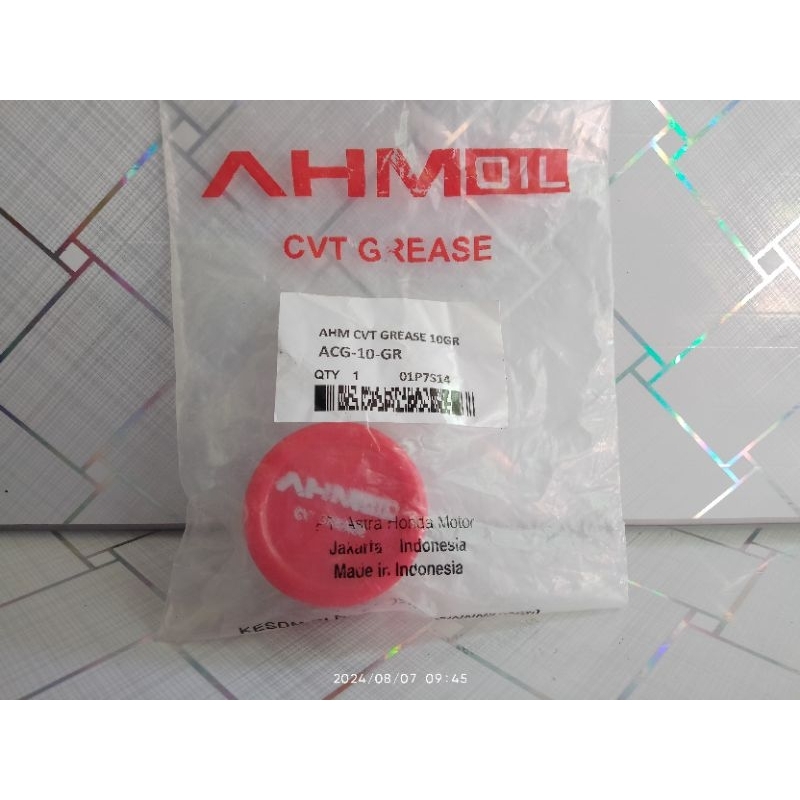 AHMOIL
CVT GREASE
AHM CVT GREASE 10GR
ACG-10-GR
QTY 1 01P7S14
AHMOIL
PT Astra Honda Motor
Jakarta - Indonesia
Made in Indonesia
2024/08/07 09:45